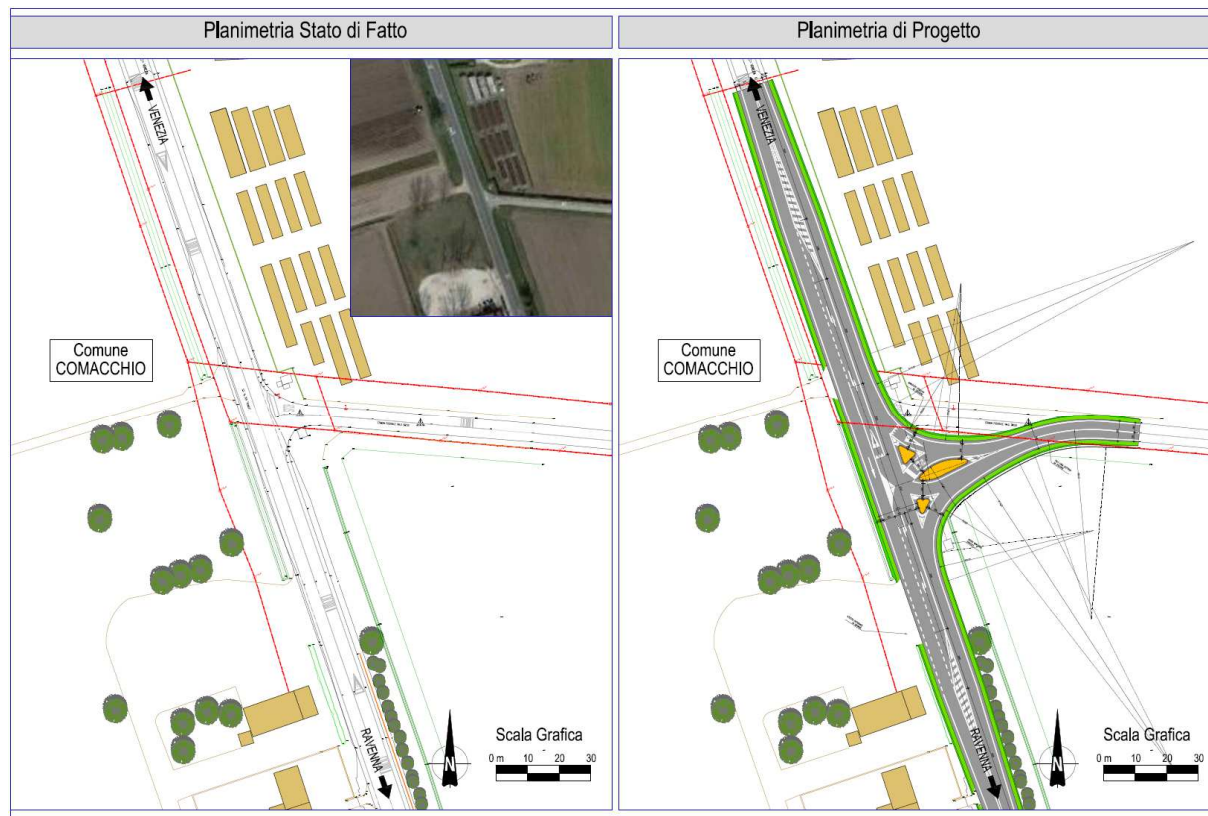 Planimetria Stato di Fatto
Planimetria di Progetto
VENEZIA
Comune
COMACCHIO
RAVENNA
N
Scala Grafica
0 m 10 20 30
VENEZIA
Comune
COMACCHIO
RAVENNA
N
Scala Grafica
0 m 10 20 30